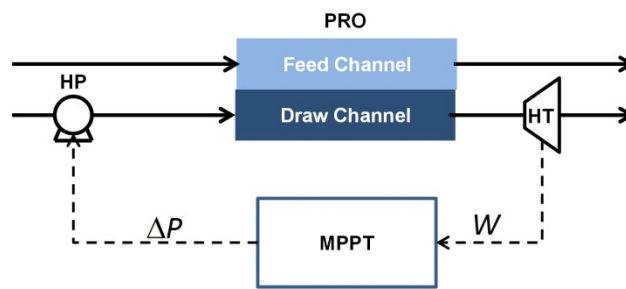 PRO
Feed Channel
HP
Draw Channel
HT
ΔP
MPPT
W